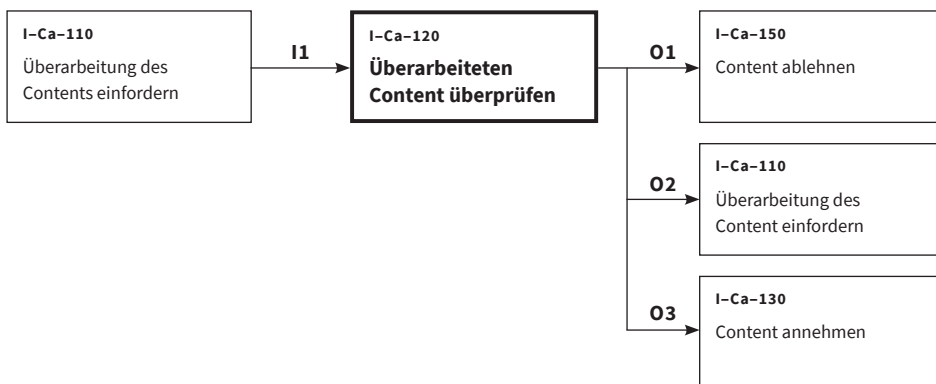 I–Ca–110
Überarbeitung des
Contents einfordern
I1
I–Ca–120
Überarbeiteten
Content überprüfen
O1
I–Ca–150
Content ablehnen
O2
I–Ca–110
Überarbeitung des
Content einfordern
O3
I–Ca–130
Content annehmen